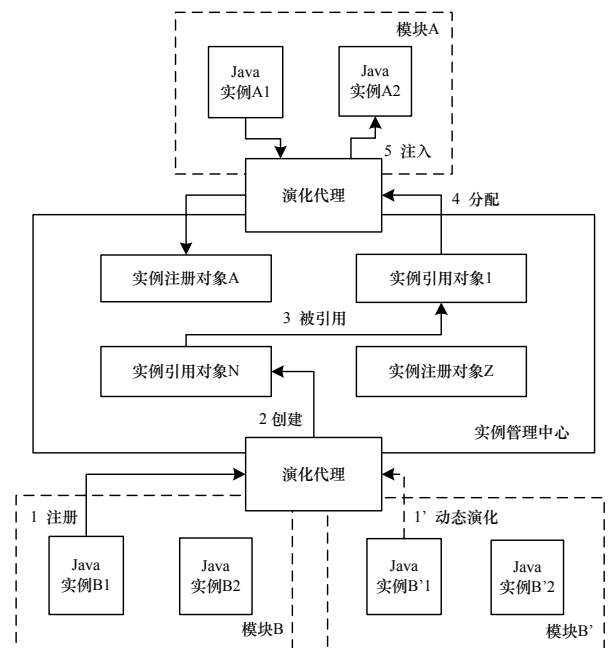 模块A
Java
实例A1
Java
实例A2
5 注入
演化代理
4 分配
实例注册对象A
实例引用对象1
3 被引用
实例引用对象N
实例注册对象Z
2 创建
实例管理中心
演化代理
1 注册
1’ 动态演化
Java
实例B1
Java
实例B2
Java
实例B’1
Java
实例B’2
模块B
模块B’